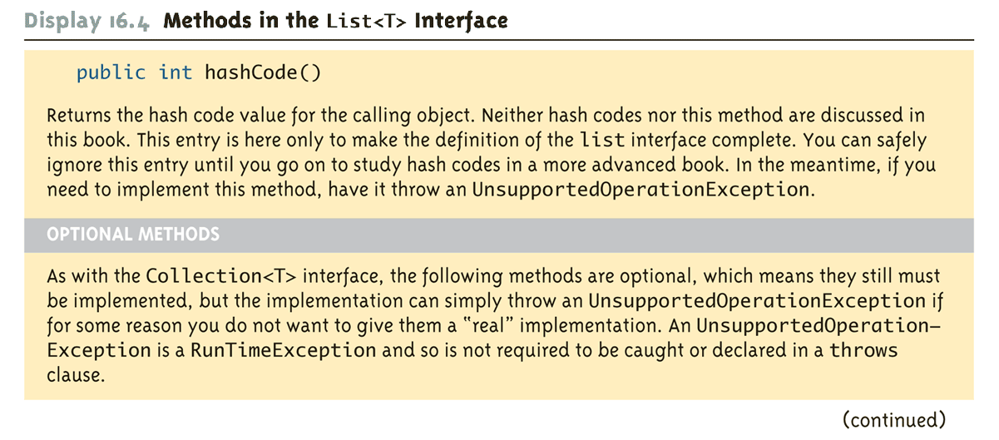 Display 16.4 Methods in the List<T> Interface
public int hashCode()
Returns the hash code value for the calling object. Neither hash codes nor this method are discussed in
this book. This entry is here only to make the definition of the list interface complete. You can safely
ignore this entry until you go on to study hash codes in a more advanced book. In the meantime, if you
need to implement this method, have it throw an UnsupportedOperationException.
OPTIONAL METHODS
As with the Collection<T> interface, the following methods are optional, which means they still must
be implemented, but the implementation can simply throw an UnsupportedOperationException if
for some reason you do not want to give them a “real” implementation. An UnsupportedOperation–
Exception is a RunTimeException and so is not required to be caught or declared in a throws
clause.
(continued)